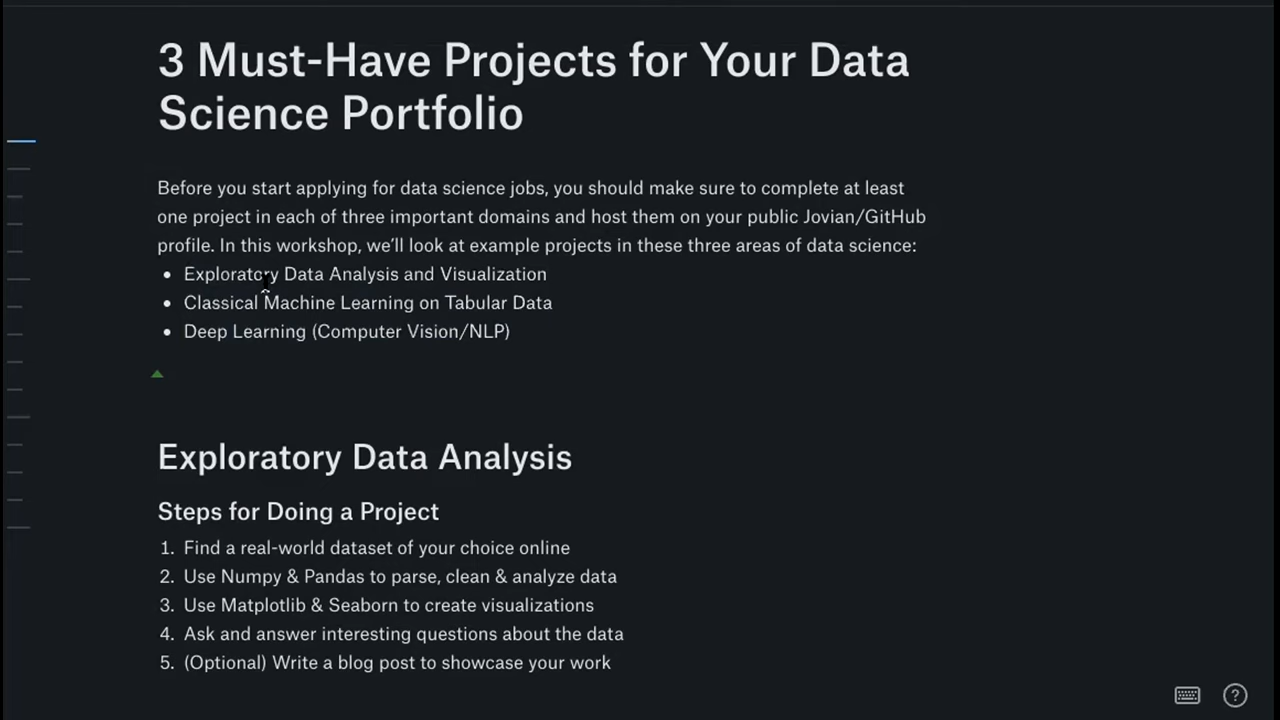 3 Must-Have Projects for Your Data
Science Portfolio
Before you start applying for data science jobs, you should make sure to complete at least
one project in each of three important domains and host them on your public Jovian/GitHub
profile. In this workshop, we'll look at example projects in these three areas of data science:
• Exploratory Data Analysis and Visualization
• Classical Machine Learning on Tabular Data
• Deep Learning (Computer Vision/NLP)
Exploratory Data Analysis
Steps for Doing a Project
1. Find a real-world dataset of your choice online
2. Use Numpy & Pandas to parse, clean & analyze data
3. Use Matplotlib & Seaborn to create visualizations
4. Ask and answer interesting questions about the data
5. (Optional) Write a blog post to showcase your work
?